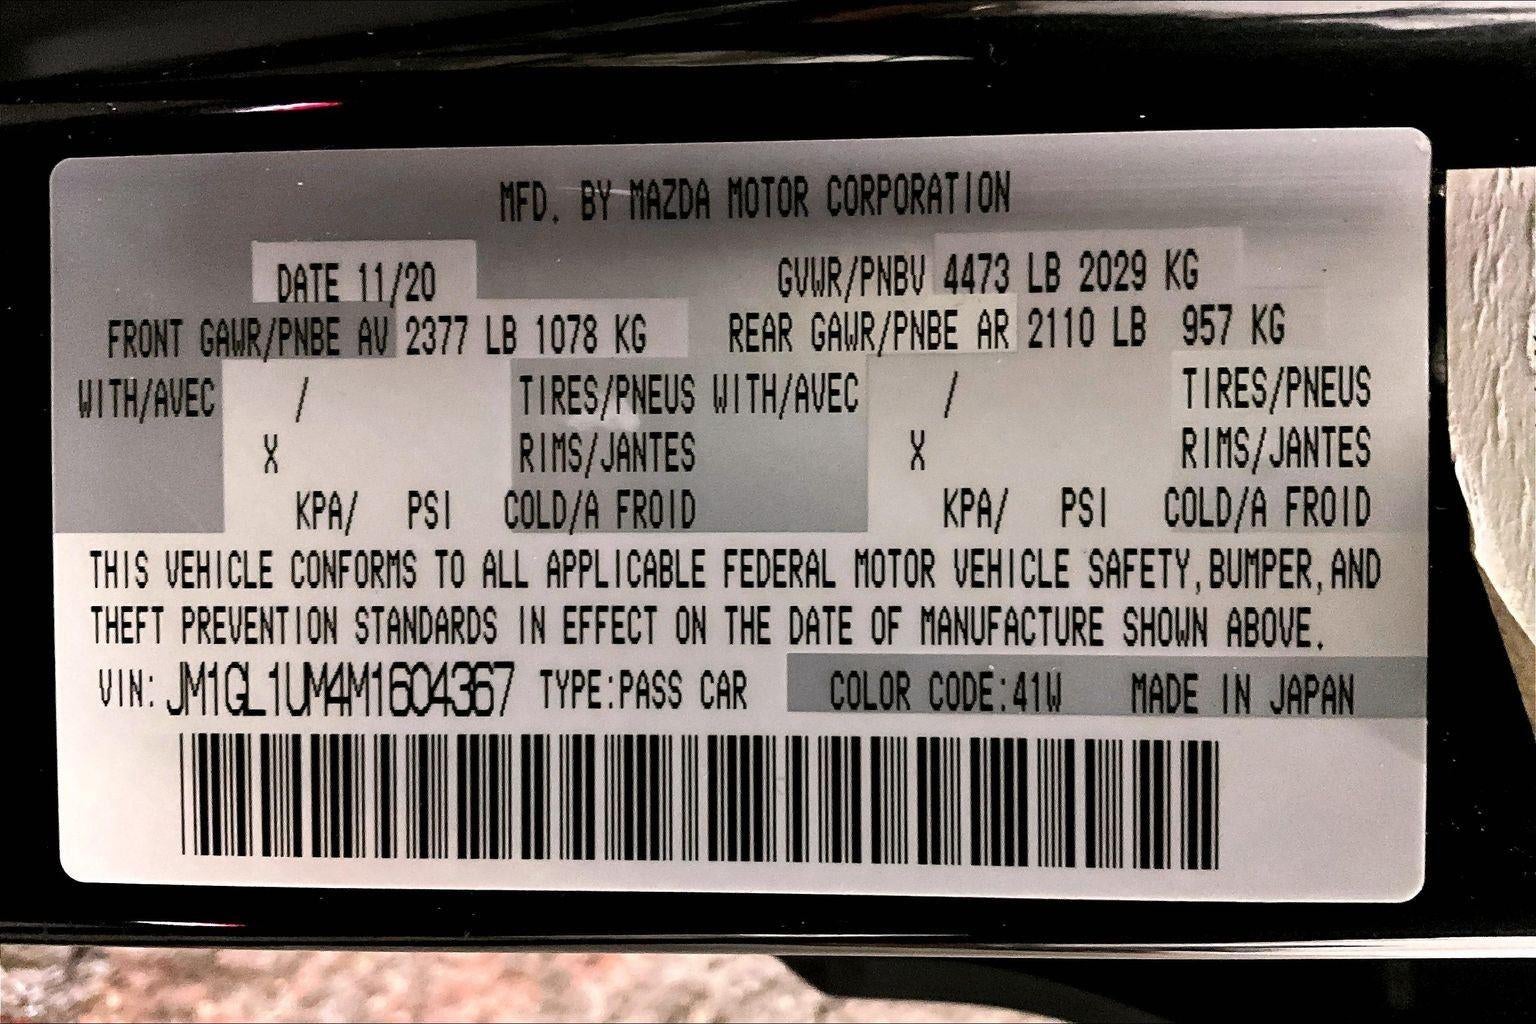 MFD. BY MAZDA MOTOR CORPORATION
DATE 11/20 GVWR/PNBV 4473 LB 2029 KG
FRONT GAWR/PNBE AV 2377 LB 1078 KG REAR GAWR/PNBE AR 2110 LB 957 KG
WITH/AVEC / TIRES/PNEUS WITH/AVEC / TIRES/PNEUS
X RIMS/JANTES X RIMS/JANTES
KPA/ PSI COLD/A FROID KPA/ PSI COLD/A FROID
THIS VEHICLE CONFORMS TO ALL APPLICABLE FEDERAL MOTOR VEHICLE SAFETY,BUMPER,AND
THEFT PREVENTION STANDARDS IN EFFECT ON THE DATE OF MANUFACTURE SHOWN ABOVE.
VIN: JM1GL1UM4M1604367 TYPE:PASS CAR COLOR CODE:41W MADE IN JAPAN